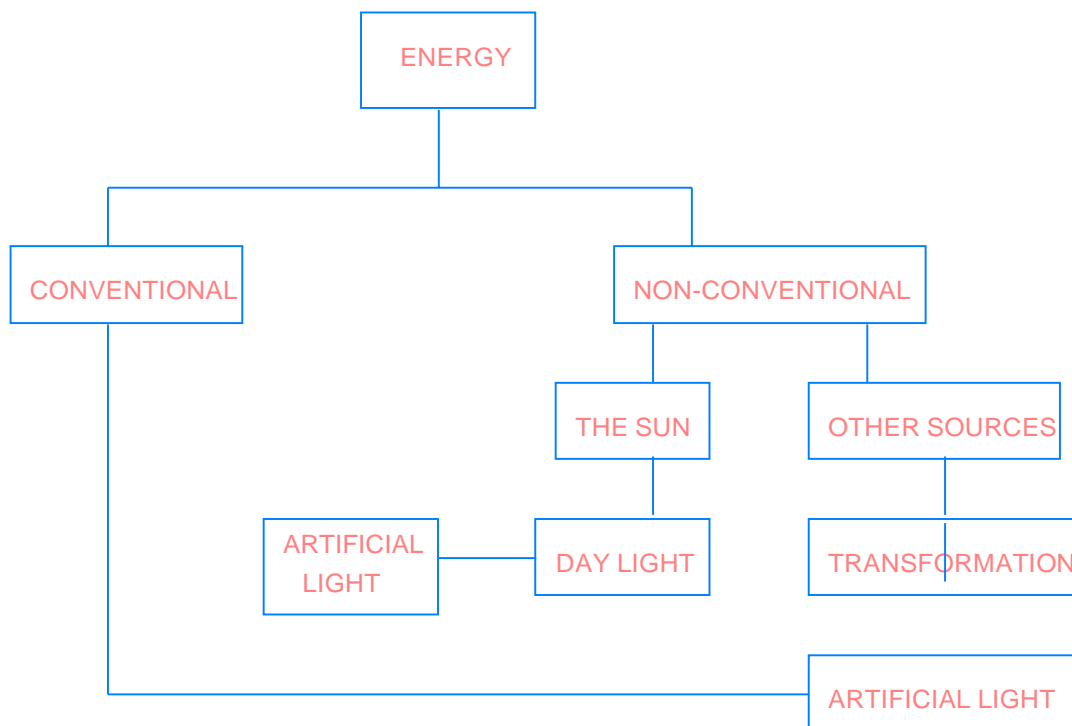 ENERGY
CONVENTIONAL
NON-CONVENTIONAL
THE SUN
OTHER SOURCES
ARTIFICIAL
LIGHT
DAY LIGHT
TRANSFORMATION
ARTIFICIAL LIGHT